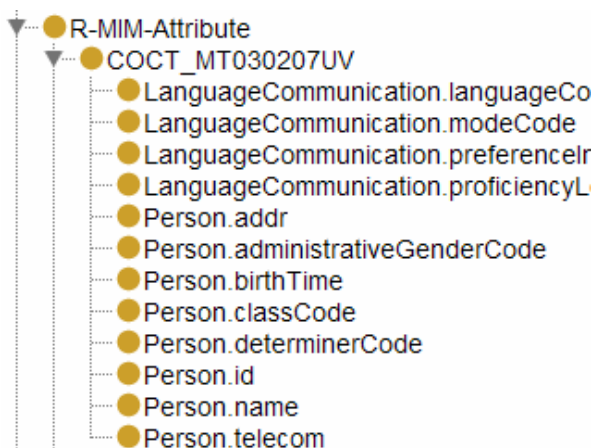 R-MIM-Attribute
COCT_MT030207UV
LanguageCommunication.languageCo
LanguageCommunication.modeCode
LanguageCommunication.preferenceIn
LanguageCommunication.proficiencyLe
Person.addr
Person.administrativeGenderCode
Person.birthTime
Person.classCode
Person.determinerCode
Person.id
Person.name
Person.telecom